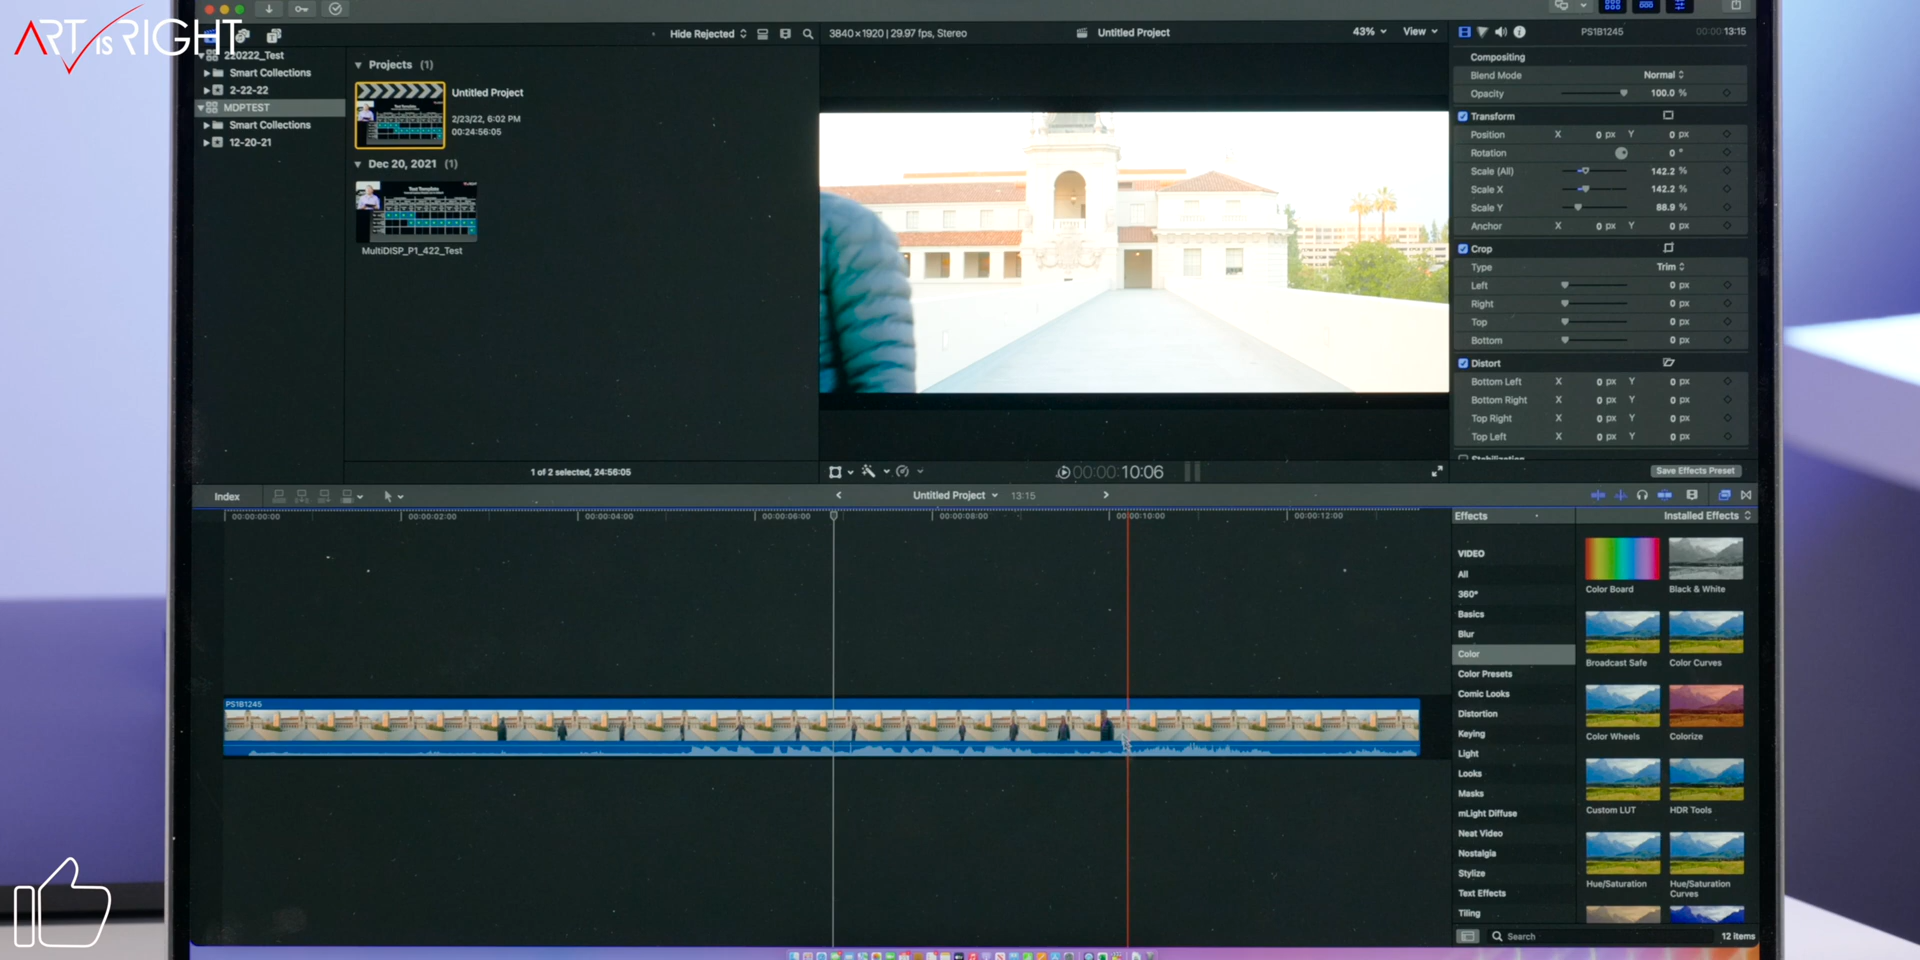 ART is RIGHT
Hide Rejected
3840×1920 | 29.97 fps, Stereo
Untitled Project
43%
View
PS1B1245
00:00:13:15
220222_Test
Smart Collections
2-22-22
MDPTEST
Smart Collections
12-20-21
Projects (1)
Untitled Project
2/23/22, 6:02 PM
00:24:56:05
Dec 20, 2021 (1)
Test Template
MultiDISP_P1_422_Test
1 of 2 selected, 24:56:05
00:00:00:10:06
Compositing
Blend Mode Normal
Opacity 100.0 %
Transform
Position X 0 px Y 0 px
Rotation 0 °
Scale (All) 142.2 %
Scale X 142.2 %
Scale Y 88.9 %
Anchor X 0 px Y 0 px
Crop
Type Trim
Left 0 px
Right 0 px
Top 0 px
Bottom 0 px
Distort
Bottom Left X 0 px Y 0 px
Bottom Right X 0 px Y 0 px
Top Right X 0 px Y 0 px
Top Left X 0 px Y 0 px
Stabilization
Save Effects Preset
Index
Untitled Project
13:15
00:00:00:00
00:00:02:00
00:00:04:00
00:00:06:00
00:00:08:00
00:00:10:00
00:00:12:00
PS1B1245
Effects
Installed Effects
VIDEO
All
360°
Basics
Blur
Color
Color Presets
Comic Looks
Distortion
Keying
Light
Looks
Masks
mLight Diffuse
Neat Video
Nostalgia
Stylize
Text Effects
Tiling
Color Board
Black & White
Broadcast Safe
Color Curves
Color Wheels
Colorize
Custom LUT
HDR Tools
Hue/Saturation
Hue/Saturation
Curves
Search
12 items